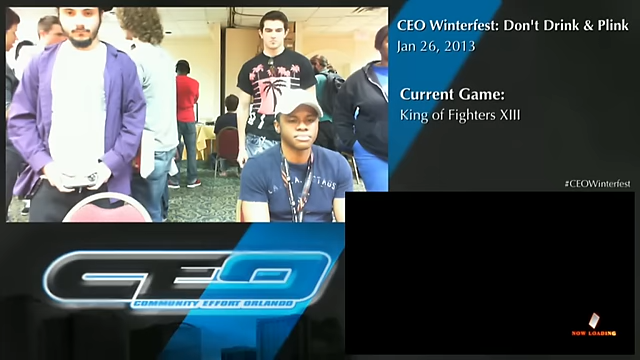 CEO Winterfest: Don't Drink & Plink
Jan 26, 2013
Current Game:
King of Fighters XIII
#CEOWinterfest
CEO
COMMUNITY EFFORT ORLANDO
NOW LOADING